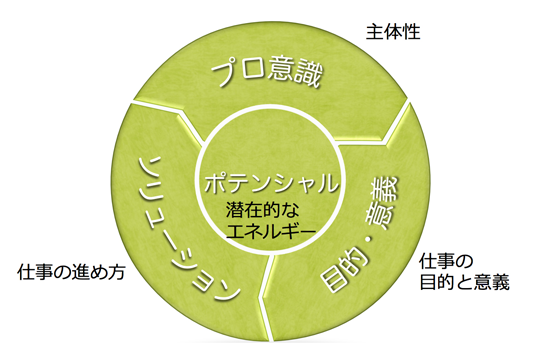 主体性
プロ意識
ポテンシャル
潜在的な
エネルギー
ソリューション
目的・意義
仕事の進め方
仕事の
目的と意義